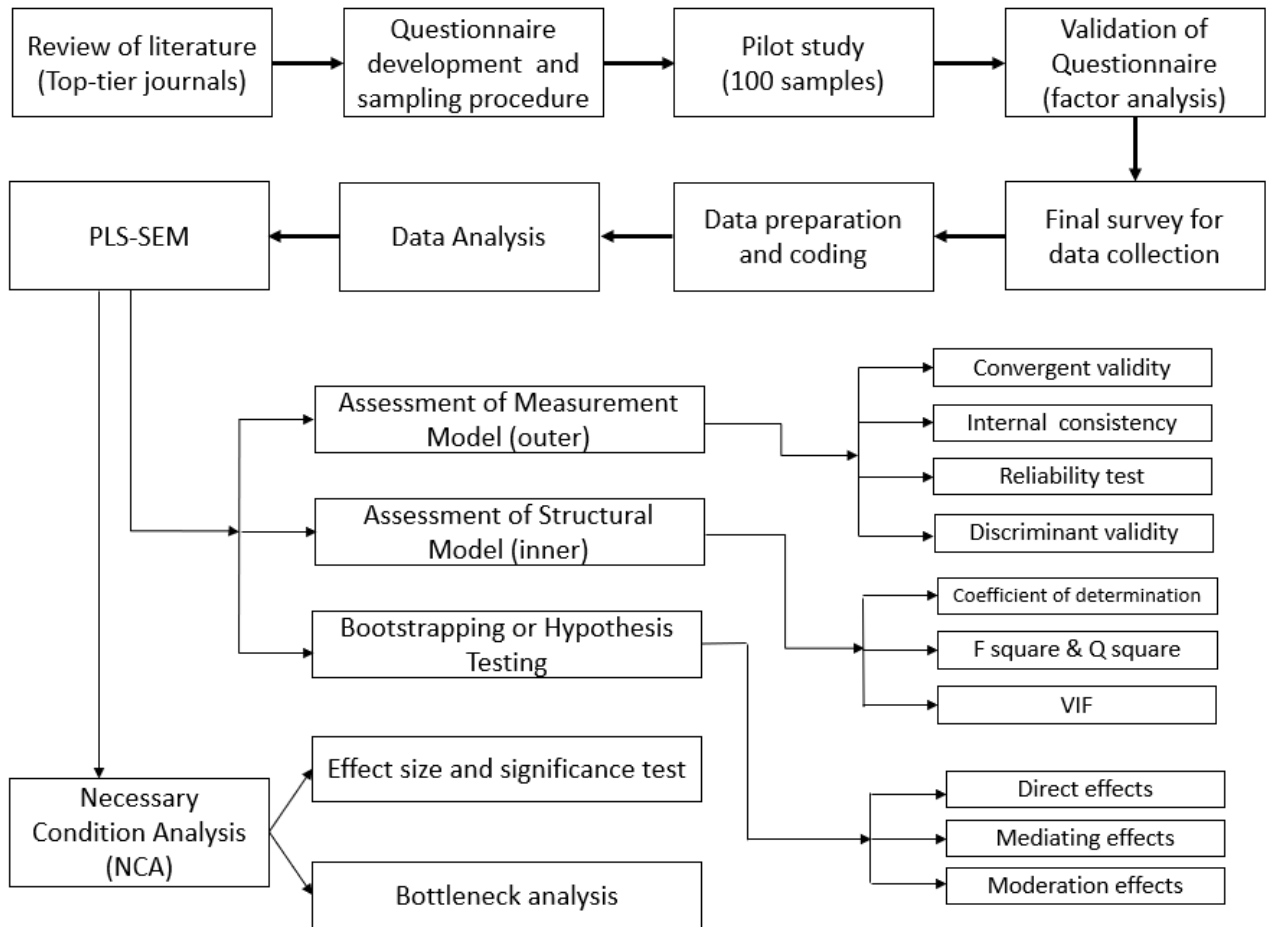 Review of literature
(Top-tier journals)
Questionnaire
development and
sampling procedure
Pilot study
(100 samples)
Validation of
Questionnaire
(factor analysis)
PLS-SEM
Data Analysis
Data preparation
and coding
Final survey for
data collection
Assessment of Measurement
Model (outer)
Convergent validity
Internal consistency
Reliability test
Discriminant validity
Assessment of Structural
Model (inner)
Coefficient of determination
F square & Q square
VIF
Bootstrapping or Hypothesis
Testing
Direct effects
Mediating effects
Moderation effects
Necessary
Condition Analysis
(NCA)
Effect size and significance test
Bottleneck analysis